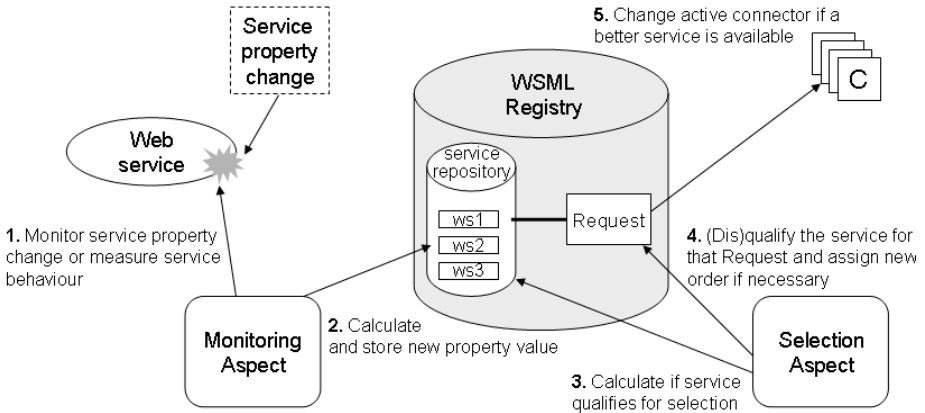 Service
property
change
5. Change active connector if a
better service is available
C
WSML
Registry
Web
service
service
repository
ws1
ws2
ws3
Request
1. Monitor service property
change or measure service
behaviour
4. (Dis)qualify the service for
that Request and assign new
order if necessary
Monitoring
Aspect
2. Calculate
and store new property value
Selection
Aspect
3. Calculate if service
qualifies for selection